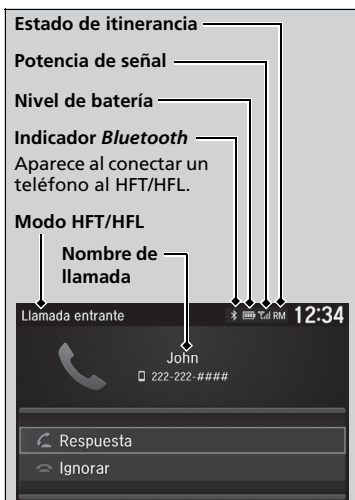 Estado de itinerancia
Potencia de señal
Nivel de batería
Indicador Bluetooth
Aparece al conectar un
teléfono al HFT/HFL.
Modo HFT/HFL
Nombre de
llamada
Llamada entrante RM 12:34
John
222-222-####
Respuesta
Ignorar